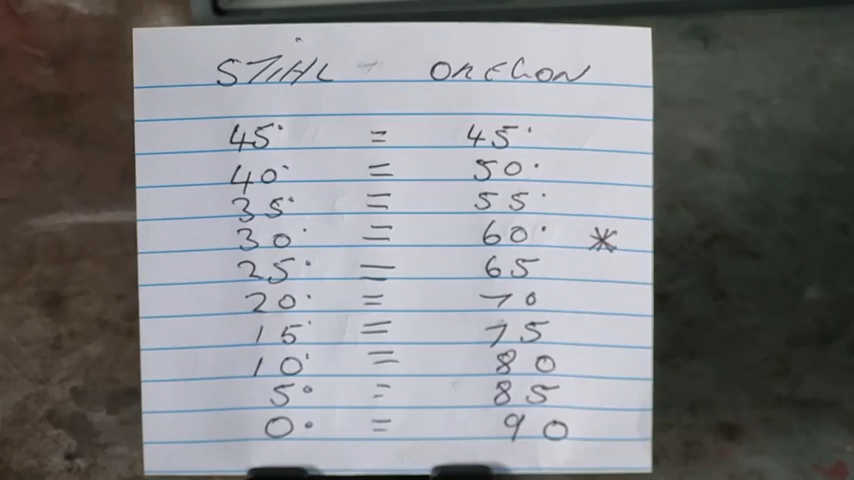 STIHL - OREGON
45° = 45°
40° = 50°
35° = 55°
30° = 60° *
25° = 65
20° = 70
15° = 75
10° = 80
5° = 85
0° = 90